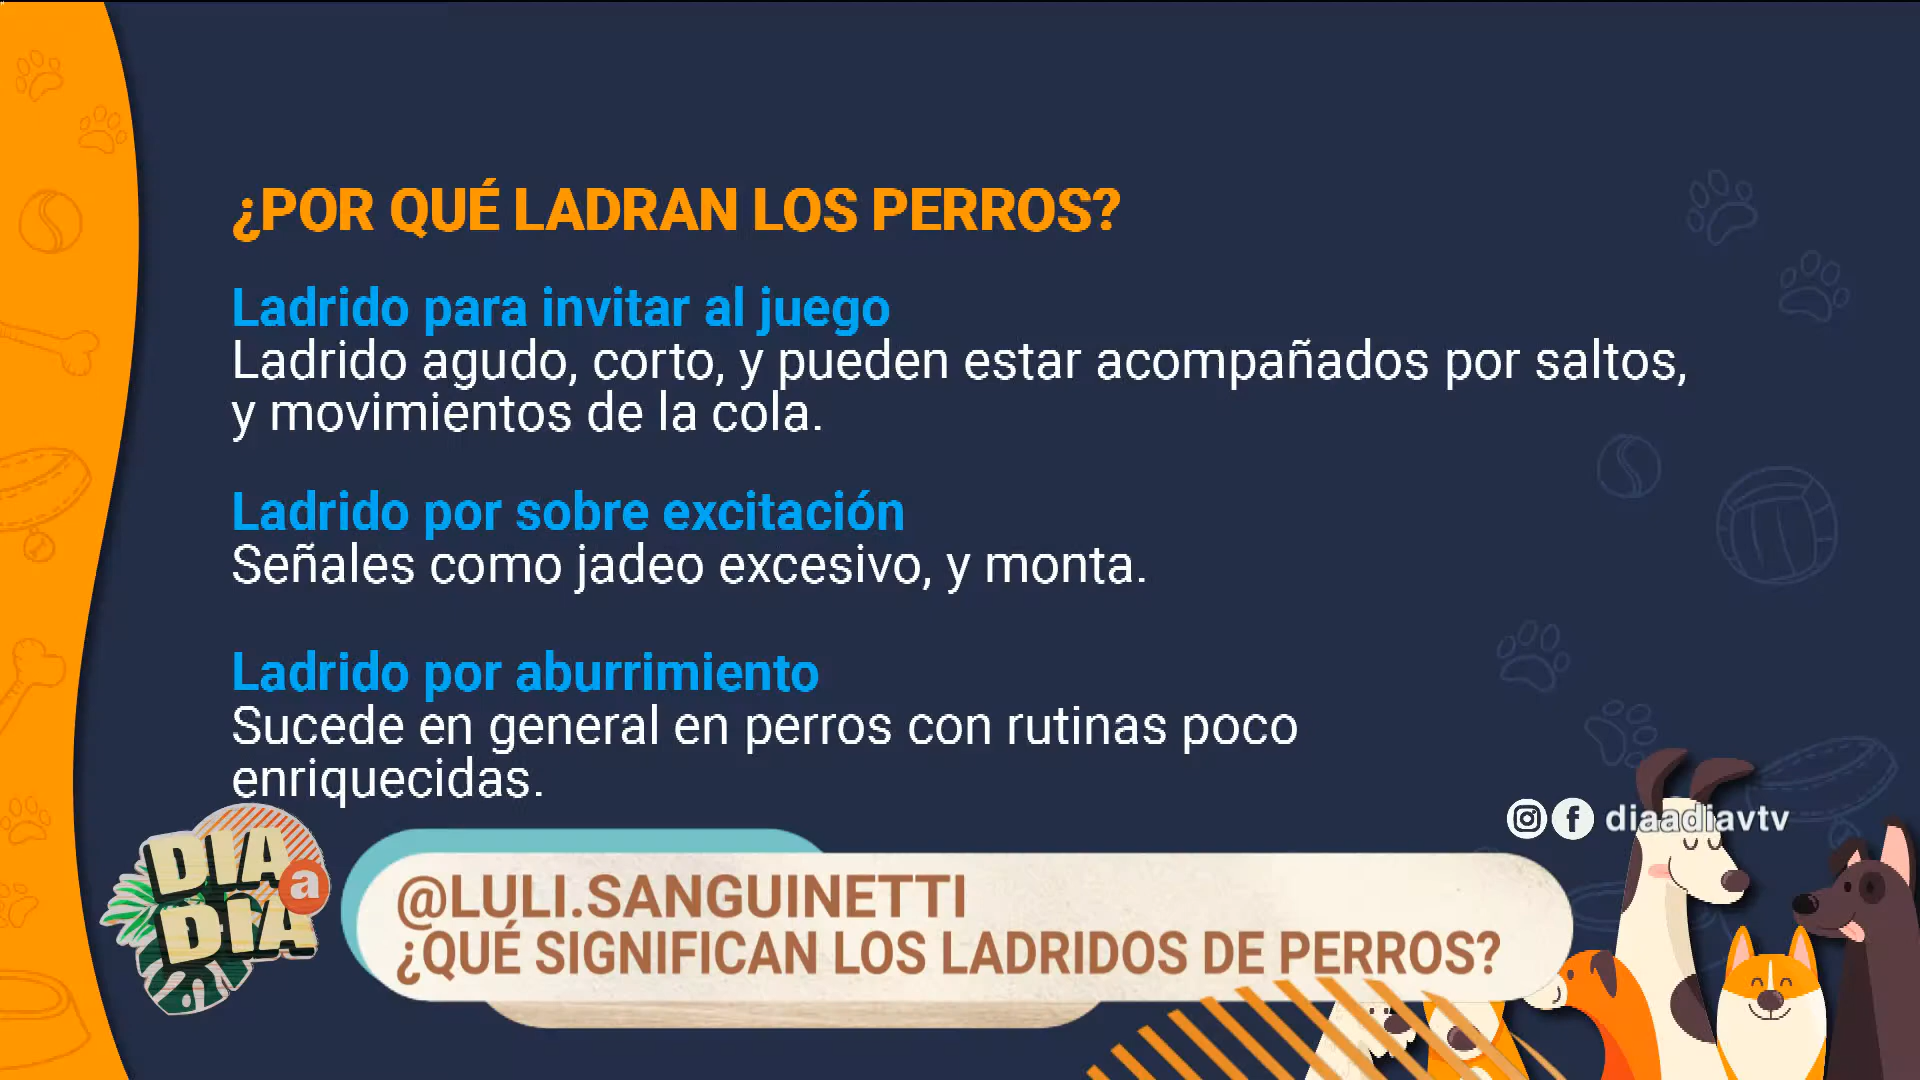 ¿POR QUÉ LADRAN LOS PERROS?
Ladrido para invitar al juego
Ladrido agudo, corto, y pueden estar acompañados por saltos,
y movimientos de la cola.
Ladrido por sobre excitación
Señales como jadeo excesivo, y monta.
Ladrido por aburrimiento
Sucede en general en perros con rutinas poco
enriquecidas.
diaadiavtv
DIA
a
DIA
@LULI.SANGUINETTI
¿QUÉ SIGNIFICAN LOS LADRIDOS DE PERROS?